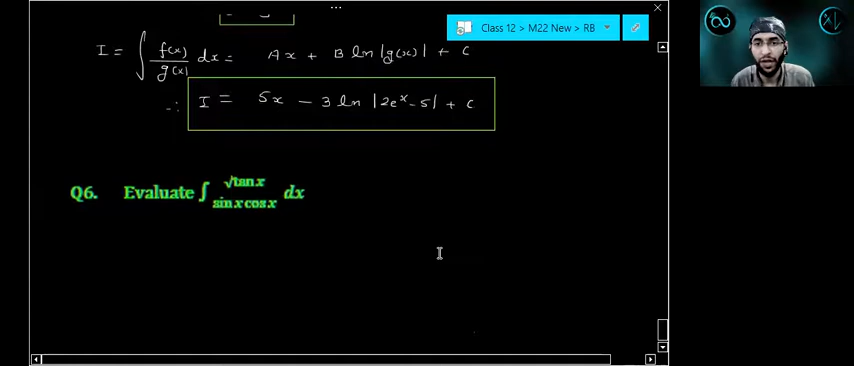 Class 12 > M22 New > RB
I = ∫ f(x)/g(x) dx = Ax + B ln |g(x)| + C
∴ I = 5x - 3 ln |2eˣ - 5| + C
Q6. Evaluate ∫ √tan x / sin x cos x dx